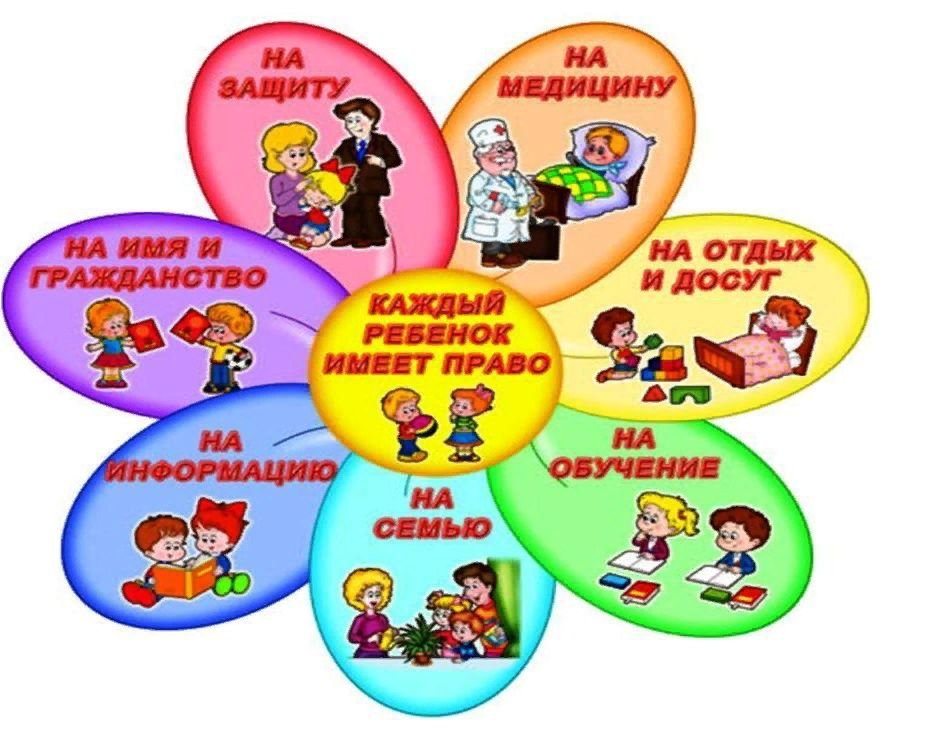 НА
ЗАЩИТУ
НА
МЕДИЦИНУ
НА ИМЯ И
ГРАЖДАНСТВО
НА ОТДЫХ
И ДОСУГ
КАЖДЫЙ
РЕБЕНОК
ИМЕЕТ ПРАВО
НА
ИНФОРМАЦИЮ
НА
СЕМЬЮ
НА
ОБУЧЕНИЕ